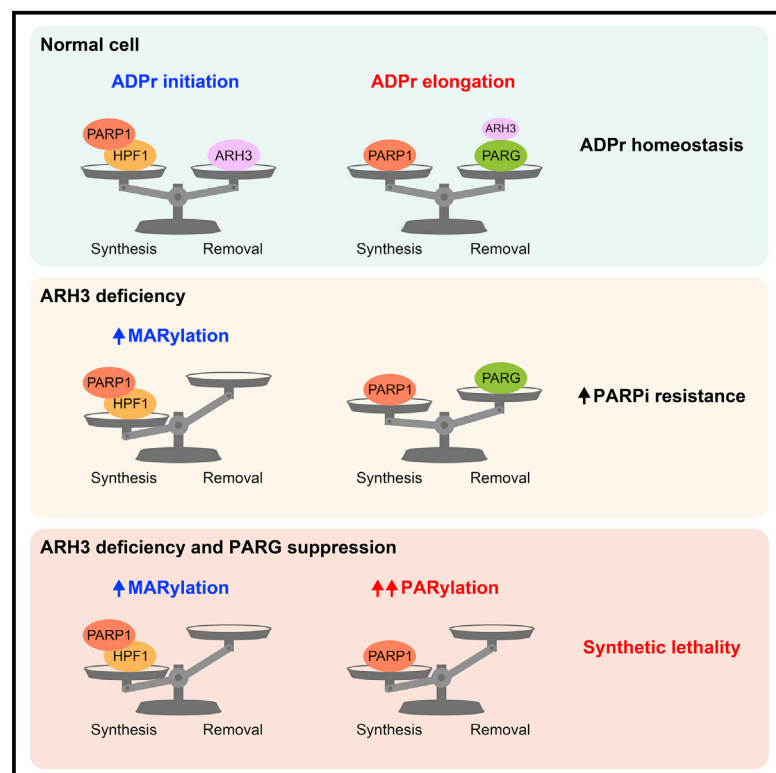 Normal cell
ADPr initiation
ADPr elongation
PARP1
HPF1
ARH3
PARP1
ARH3
PARG
ADPr homeostasis
Synthesis
Removal
Synthesis
Removal
ARH3 deficiency
↑MARylation
PARP1
HPF1
PARP1
PARG
↑PARPi resistance
Synthesis
Removal
Synthesis
Removal
ARH3 deficiency and PARG suppression
↑MARylation
↑↑PARylation
PARP1
HPF1
PARP1
Synthetic lethality
Synthesis
Removal
Synthesis
Removal